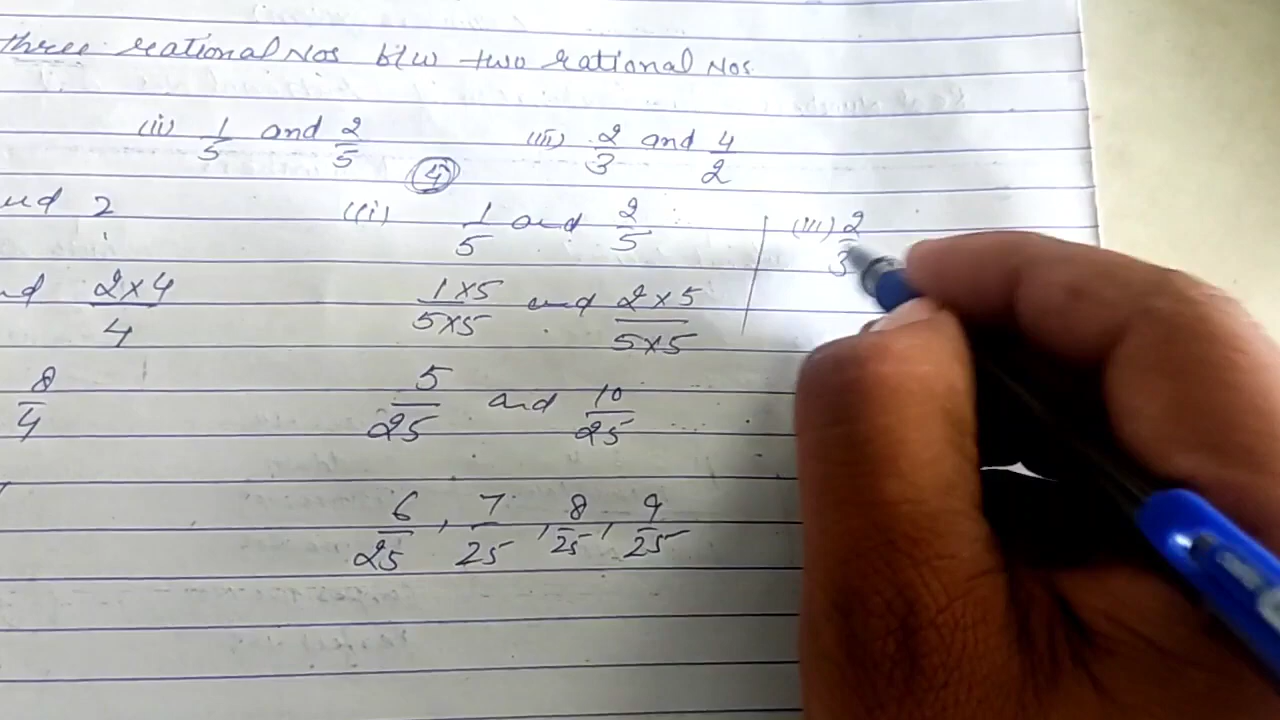 three rational Nos b/w two rational Nos.
(ii) 1/5 and 2/5 (iii) 2/3 and 4/2
④
and 2 (ii) 1/5 and 2/5 (iii) 2/3
2×4/4 1×5/5×5 and 2×5/5×5
8/4 5/25 and 10/25
6/25, 7/25, 8/25, 9/25